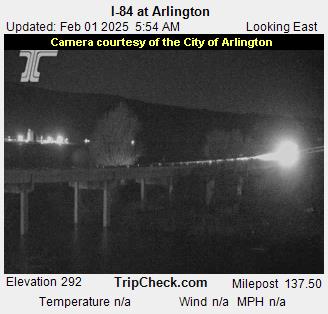 I-84 at Arlington
Updated: Feb 01 2025 5:54 AM Looking East
Camera courtesy of the City of Arlington
Elevation 292 TripCheck.com Milepost 137.50
Temperature n/a Wind n/a MPH n/a